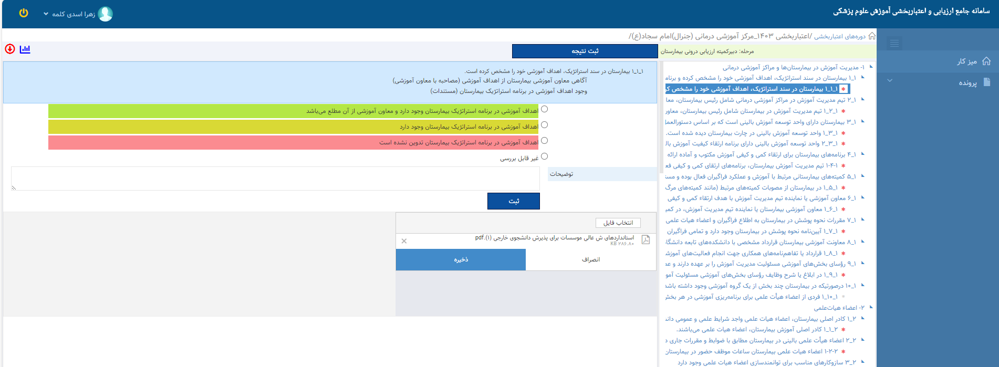 سامانه جامع ارزیابی و اعتباربخشی آموزش علوم پزشکی
زهرا اسدی کلمه
میز کار
پرونده
دوره‌های اعتباربخشی /اعتباربخشی ۱۴۰۳_مرکز آموزشی درمانی (جنرال)امام سجاد(ع)/
مرحله: دبیرکمیته ارزیابی درونی بیمارستان
ثبت نتیجه
۱- مدیریت آموزش در بیمارستان‌ها و مراکز آموزشی درمانی
۱_۱ بیمارستان در سند استراتژیک، اهداف آموزشی خود را مشخص کرده و برنامه
* ۱_۱_۱ بیمارستان در سند استراتژیک، اهداف آموزشی خود را مشخص کر
۱_۲ تیم مدیریت آموزش در مراکز آموزشی درمانی شامل رئیس بیمارستان، معا
* ۱_۲_۱ تیم مدیریت آموزش در بیمارستان شامل رئیس بیمارستان، معاور
۱_۳ بیمارستان دارای واحد توسعه آموزش بالینی است که بر اساس دستورالعمل
* ۱_۳_۱ واحد توسعه آموزش بالینی در چارت بیمارستان دیده شده است.
* ۱_۳_۲ واحد توسعه آموزش بالینی دارای برنامه ارتقاء کیفیت آموزش بال
۱_۴ برنامه‌های بیمارستان برای ارتقاء کمی و کیفی آموزش مکتوب و آماده ارائه
* ۱-۴-۱ تیم مدیریت آموزش بیمارستان، برنامه‌های ارتقای کمی و کیفی فع
۱_۵ کمیته‌های بیمارستانی مرتبط با آموزش و عملکرد فراگیران فعال بوده و مست
* ۱_۵_۱ در بیمارستان از مصوبات کمیته‌های مرتبط (مانند کمیته‌های مرگ
۱_۶ معاون آموزشی یا نماینده تیم مدیریت آموزش با هدف ارتقاء کمی و کیفی
* ۱_۶_۱ معاون آموزشی بیمارستان یا نماینده تیم مدیریت آموزش، در کمی
۱_۷ مقررات نحوه پوشش در بیمارستان به اطلاع فراگیران و اعضاء هیات علمی
* ۱_۷_۱ آیین‌نامه نحوه پوشش در بیمارستان وجود دارد و تمامی فراگیران
۱_۸ معاونت آموزشی بیمارستان قرارداد مشخصی با دانشکده‌های تابعه دانشگا
* ۱_۸_۱ قرارداد یا تفاهم‌نامه‌های همکاری جهت انجام فعالیت‌های آموزش
۱_۹ رؤسای بخش‌های آموزشی مسئولیت مدیریت آموزش را بر عهده دارند و عم
* ۱_۹_۱ در ابلاغ یا شرح وظایف رؤسای بخش‌های آموزشی مسئولیت آمو
۱_۱۰ درصورتیکه در بیمارستان چند بخش از یک گروه آموزشی وجود داشته باشد
* ۱_۱۰_۱ فردی از اعضاء هیأت علمی برای برنامه‌ریزی آموزشی در هر بخش
۲- اعضاء هیات‌علمی
۲_۱ کادر اصلی بیمارستان، اعضاء هیات علمی واجد شرایط علمی و عمومی دانش
* ۲_۱_۱ کادر اصلی آموزش بیمارستان، اعضاء هیات علمی می‌باشند.
۲_۲ اعضاء هیأت علمی بالینی در بیمارستان مطابق با ضوابط و مقررات جاری د
* ۲-۲-۱ اعضاء هیات علمی بیمارستان ساعات موظف حضور در بیمارستان
۲_۳ سازوکارهای مناسب برای توانمندسازی اعضاء هیات علمی وجود دارد
۱_۱_۱ بیمارستان در سند استراتژیک، اهداف آموزشی خود را مشخص کرده است.
آگاهی معاون آموزشی بیمارستان از اهداف آموزشی (مصاحبه با معاون آموزشی)
وجود اهداف آموزشی در برنامه استراتژیک بیمارستان (مستندات)
اهداف آموزشی در برنامه استراتژیک بیمارستان وجود دارد و معاون آموزشی از آن مطلع می‌باشد
اهداف آموزشی در برنامه استراتژیک بیمارستان وجود دارد
اهداف آموزشی در برنامه استراتژیک بیمارستان تدوین نشده است
غیر قابل بررسی
توضیحات
ثبت
انتخاب فایل
استانداردهای ش عالی موسسات برای پذیرش دانشجوی خارجی (۱).pdf
۲۸۶.۸۰ KB
انصراف
ذخیره